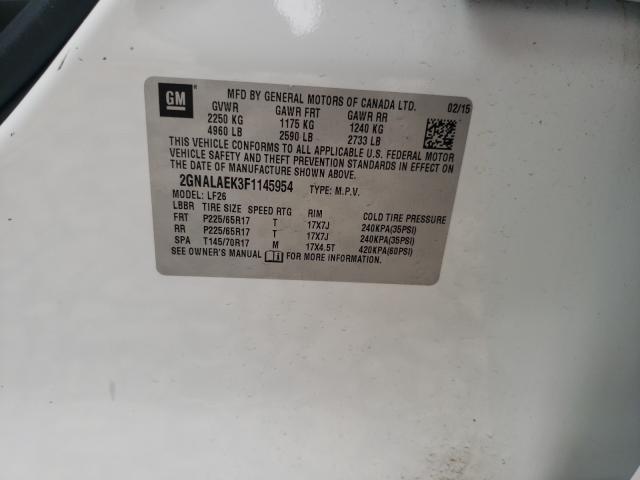 GM
MFD BY GENERAL MOTORS OF CANADA LTD. 02/15
GVWR GAWR FRT GAWR RR
2250 KG 1175 KG 1240 KG
4960 LB 2590 LB 2733 LB
THIS VEHICLE CONFORMS TO ALL APPLICABLE U.S. FEDERAL MOTOR
VEHICLE SAFETY AND THEFT PREVENTION STANDARDS IN EFFECT ON
THE DATE OF MANUFACTURE SHOWN ABOVE.
2GNALAEK3F1145954 TYPE: M.P.V.
MODEL: LF26
LBBR TIRE SIZE SPEED RTG RIM COLD TIRE PRESSURE
FRT P225/65R17 T 17X7J 240KPA(35PSI)
RR P225/65R17 T 17X7J 240KPA(35PSI)
SPA T145/70R17 M 17X4.5T 420KPA(60PSI)
SEE OWNER'S MANUAL FOR MORE INFORMATION.